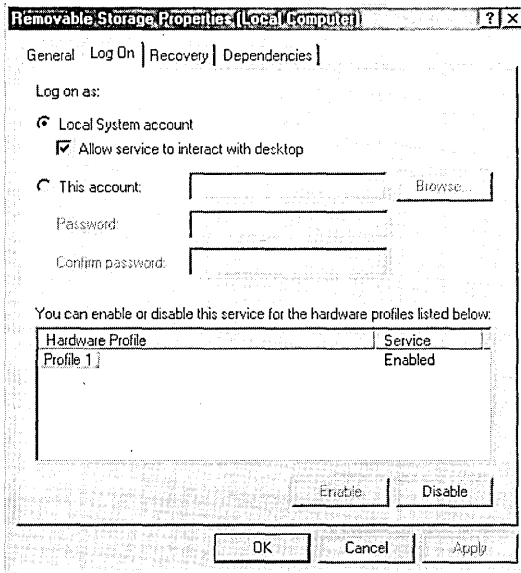 Removable Storage Properties (Local Computer) ? ×
General Log On Recovery Dependencies
Log on as:
Local System account
Allow service to interact with desktop
This account: Browse...
Password:
Confirm password:
You can enable or disable this service for the hardware profiles listed below:
Hardware Profile Service
Profile 1 Enabled
Enable Disable
OK Cancel Apply